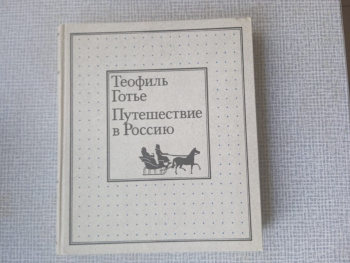 Теофиль
Готье
Путешествие
в Россию